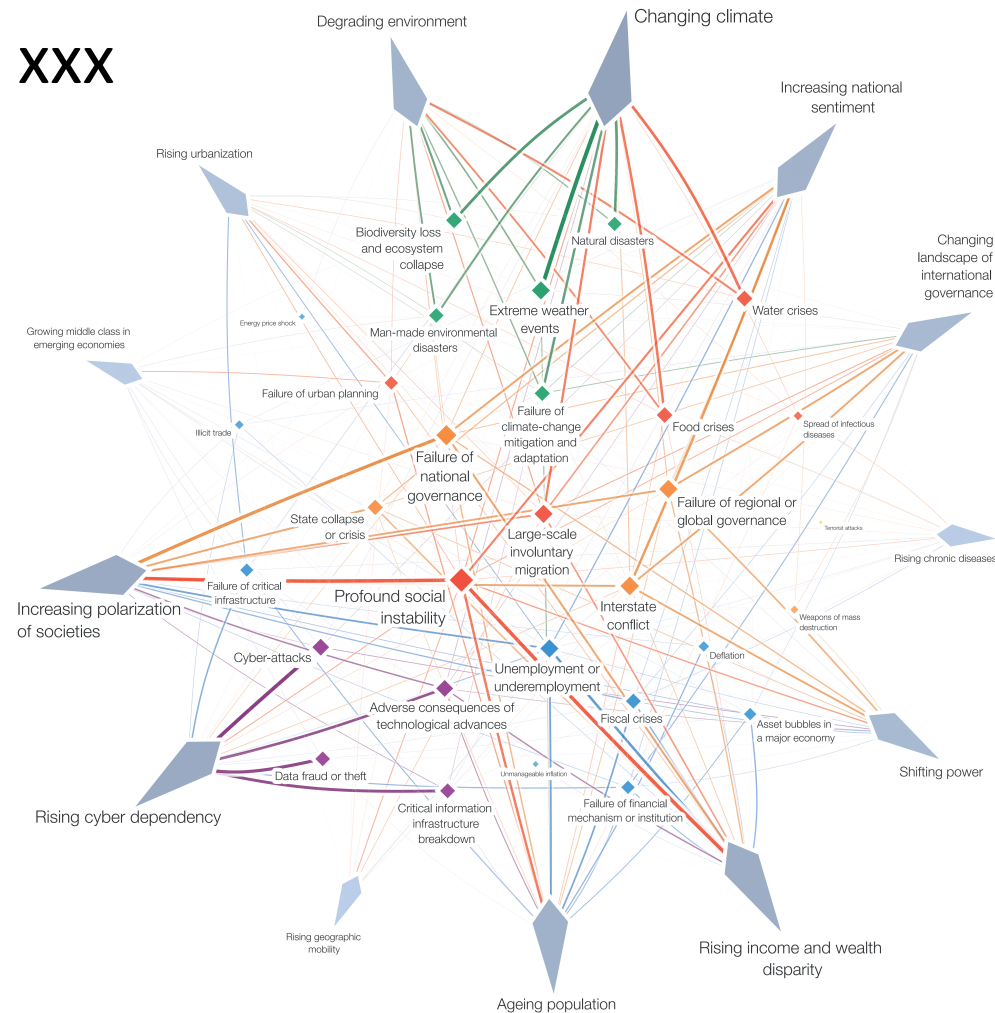 Degrading environment
Changing climate
xxx
Increasing national
sentiment
Rising urbanization
Biodiversity loss
and ecosystem
collapse
Natural disasters
Changing
landscape of
international
governance
Energy price shock
Extreme weather
events
Water crises
Growing middle class in
emerging economies
Man-made environmental
disasters
Failure of urban planning
Failure of
climate-change
mitigation and
adaptation
Food crises
Spread of infectious
diseases
Illicit trade
Failure of
national
governance
State collapse
or crisis
Failure of regional or
global governance
Large-scale
involuntary
migration
Terrorist attacks
Rising chronic diseases
Failure of critical
infrastructure
Increasing polarization
of societies
Profound social
instability
Interstate
conflict
Weapons of mass
destruction
Cyber-attacks
Unemployment or
underemployment
Deflation
Adverse consequences of
technological advances
Fiscal crises
Asset bubbles in
a major economy
Data fraud or theft
Unmanageable inflation
Shifting power
Rising cyber dependency
Critical information
infrastructure
breakdown
Failure of financial
mechanism or institution
Rising geographic
mobility
Rising income and wealth
disparity
Ageing population